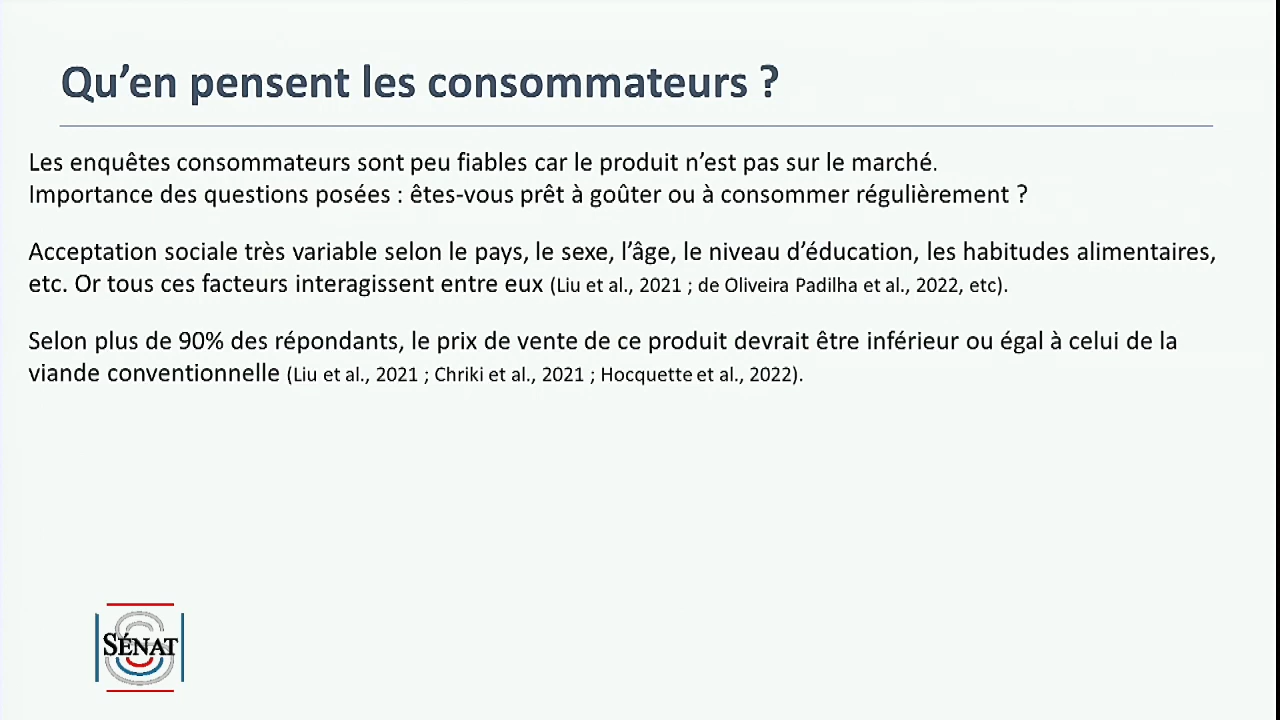 Qu’en pensent les consommateurs ?
Les enquêtes consommateurs sont peu fiables car le produit n’est pas sur le marché.
Importance des questions posées : êtes-vous prêt à goûter ou à consommer régulièrement ?
Acceptation sociale très variable selon le pays, le sexe, l’âge, le niveau d’éducation, les habitudes alimentaires,
etc. Or tous ces facteurs interagissent entre eux (Liu et al., 2021 ; de Oliveira Padilha et al., 2022, etc).
Selon plus de 90% des répondants, le prix de vente de ce produit devrait être inférieur ou égal à celui de la
viande conventionnelle (Liu et al., 2021 ; Chriki et al., 2021 ; Hocquette et al., 2022).
SÉNAT